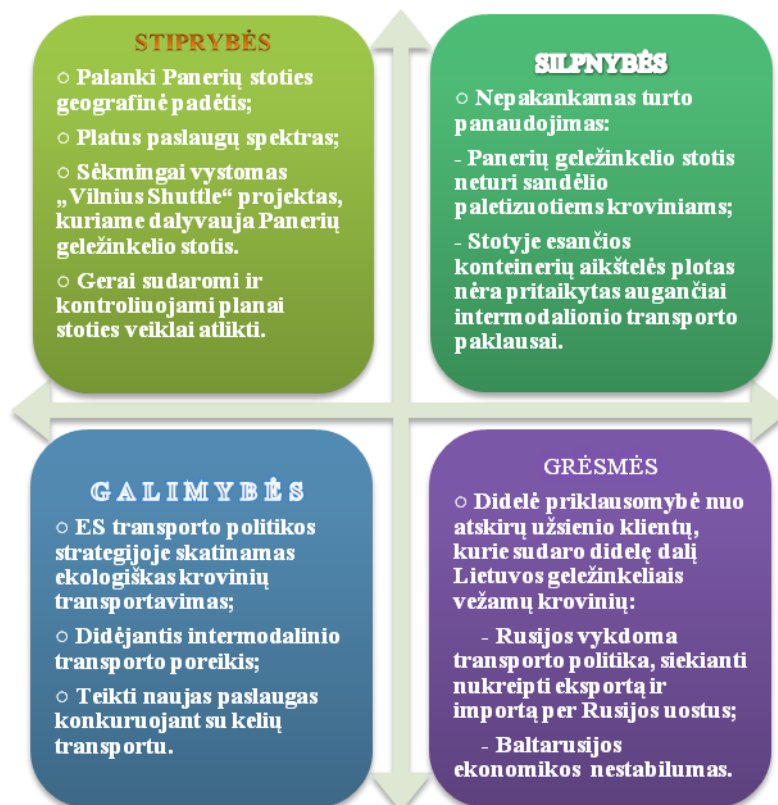 STIPRYBĖS
○ Palanki Panerių stoties
geografinė padėtis;
○ Platus paslaugų spektras;
○ Sėkmingai vystomas
„Vilnius Shuttle“ projektas,
kuriame dalyvauja Panerių
geležinkelio stotis.
○ Gerai sudaromi ir
kontroliuojami planai
stoties veiklai atlikti.
SILPNYBĖS
○ Nepakankamas turto
panaudojimas:
- Panerių geležinkelio stotis
neturi sandėlio
paletizuotiems kroviniams;
- Stotyje esančios
konteinerių aikštelės plotas
nėra pritaikytas augančiai
intermodalionio transporto
paklausai.
GALIMYBĖS
○ ES transporto politikos
strategijoje skatinamas
ekologiškas krovinių
transportavimas;
○ Didėjantis intermodalinio
transporto poreikis;
○ Teikti naujas paslaugas
konkuruojant su kelių
transportu.
GRĖSMĖS
○ Didelė priklausomybė nuo
atskirų užsienio klientų,
kurie sudaro didelę dalį
Lietuvos geležinkeliais
vežamų krovinių:
- Rusijos vykdoma
transporto politika, siekianti
nukreipti eksportą ir
importą per Rusijos uostus;
- Baltarusijos
ekonomikos nestabilumas.